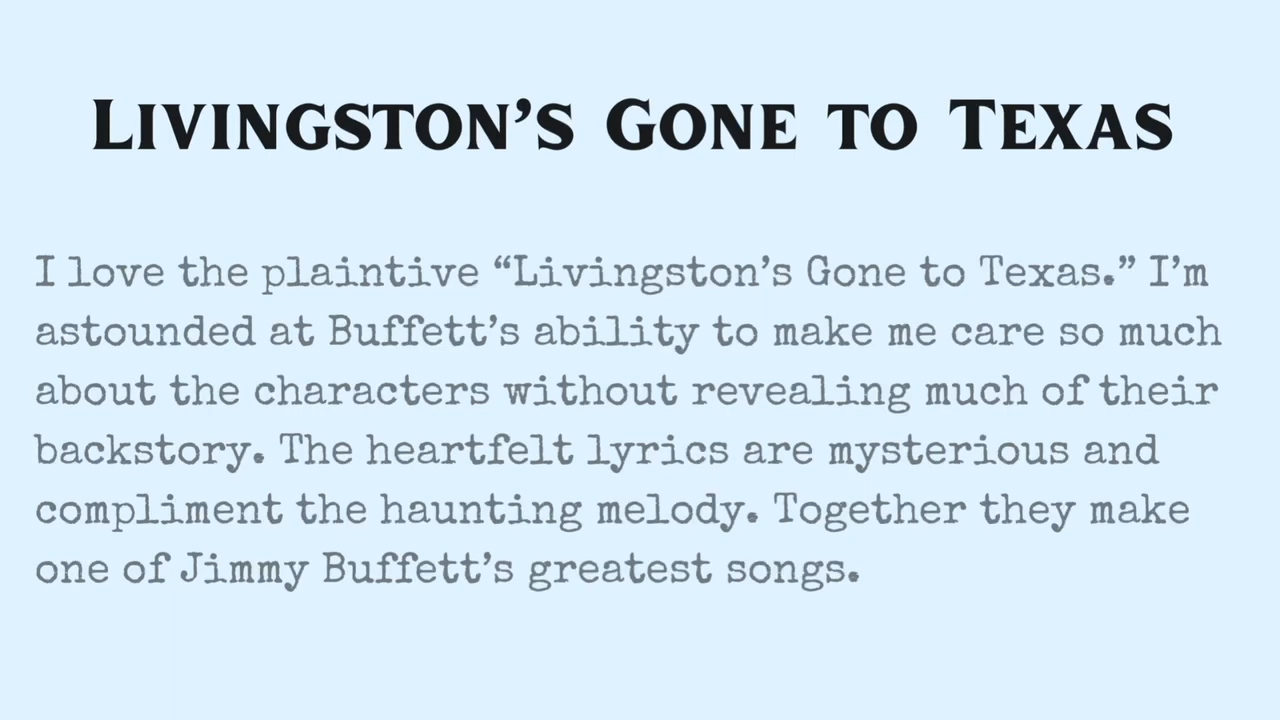 Livingston’s Gone to Texas
I love the plaintive “Livingston’s Gone to Texas.” I’m
astounded at Buffett’s ability to make me care so much
about the characters without revealing much of their
backstory. The heartfelt lyrics are mysterious and
compliment the haunting melody. Together they make
one of Jimmy Buffett’s greatest songs.